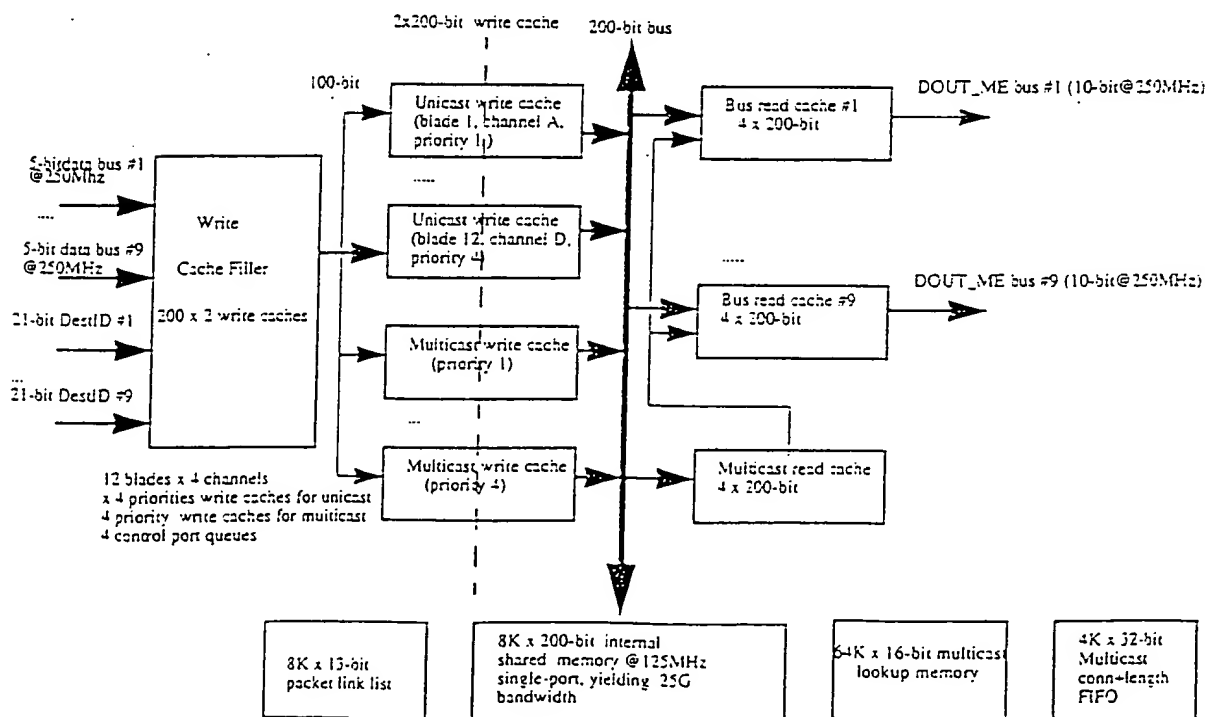 2x200-bit write cache
200-bit bus
100-bit
Unicast write cache
(blade 1, channel A,
priority 1)
.....
Unicast write cache
(blade 12, channel D,
priority 4)
Multicast write cache
(priority 1)
....
Multicast write cache
(priority 4)
5-bitdata bus #1
@250Mhz
....
5-bit data bus #9
@250MHz
21-bit DestID #1
...
21-bit DestID #9
Write
Cache Filler
200 x 2 write caches
12 blades x 4 channels
x 4 priorities write caches for unicast
4 priority write caches for multicast
4 control port queues
Bus read cache #1
4 x 200-bit
DOUT_ME bus #1 (10-bit@250MHz)
.....
Bus read cache #9
4 x 200-bit
DOUT_ME bus #9 (10-bit@250MHz)
Multicast read cache
4 x 200-bit
8K x 13-bit
packet link list
8K x 200-bit internal
shared memory @125MHz
single-port, yielding 25G
bandwidth
64K x 16-bit multicast
lookup memory
4K x 32-bit
Multicast
conn+length
FIFO